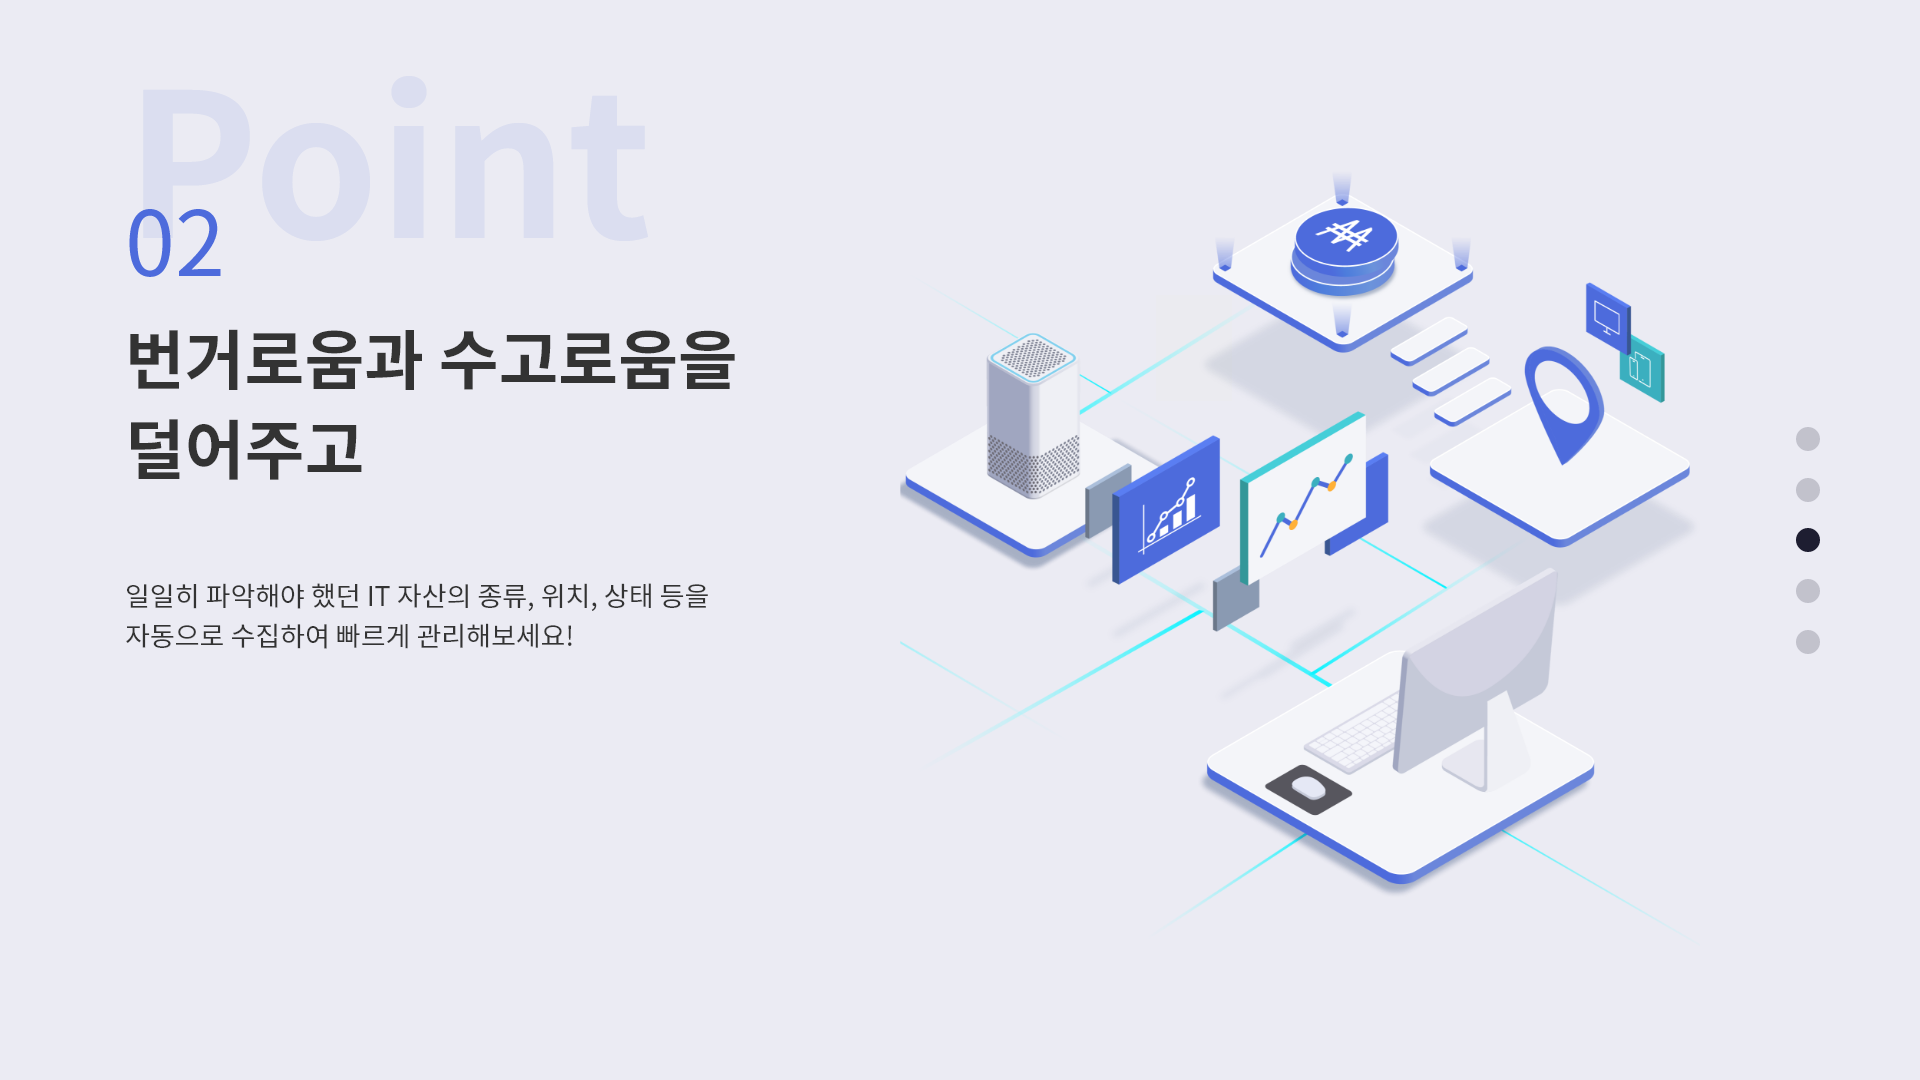 Point
02
번거로움과 수고로움을
덜어주고
일일히 파악해야 했던 IT 자산의 종류, 위치, 상태 등을
자동으로 수집하여 빠르게 관리해보세요!
₩